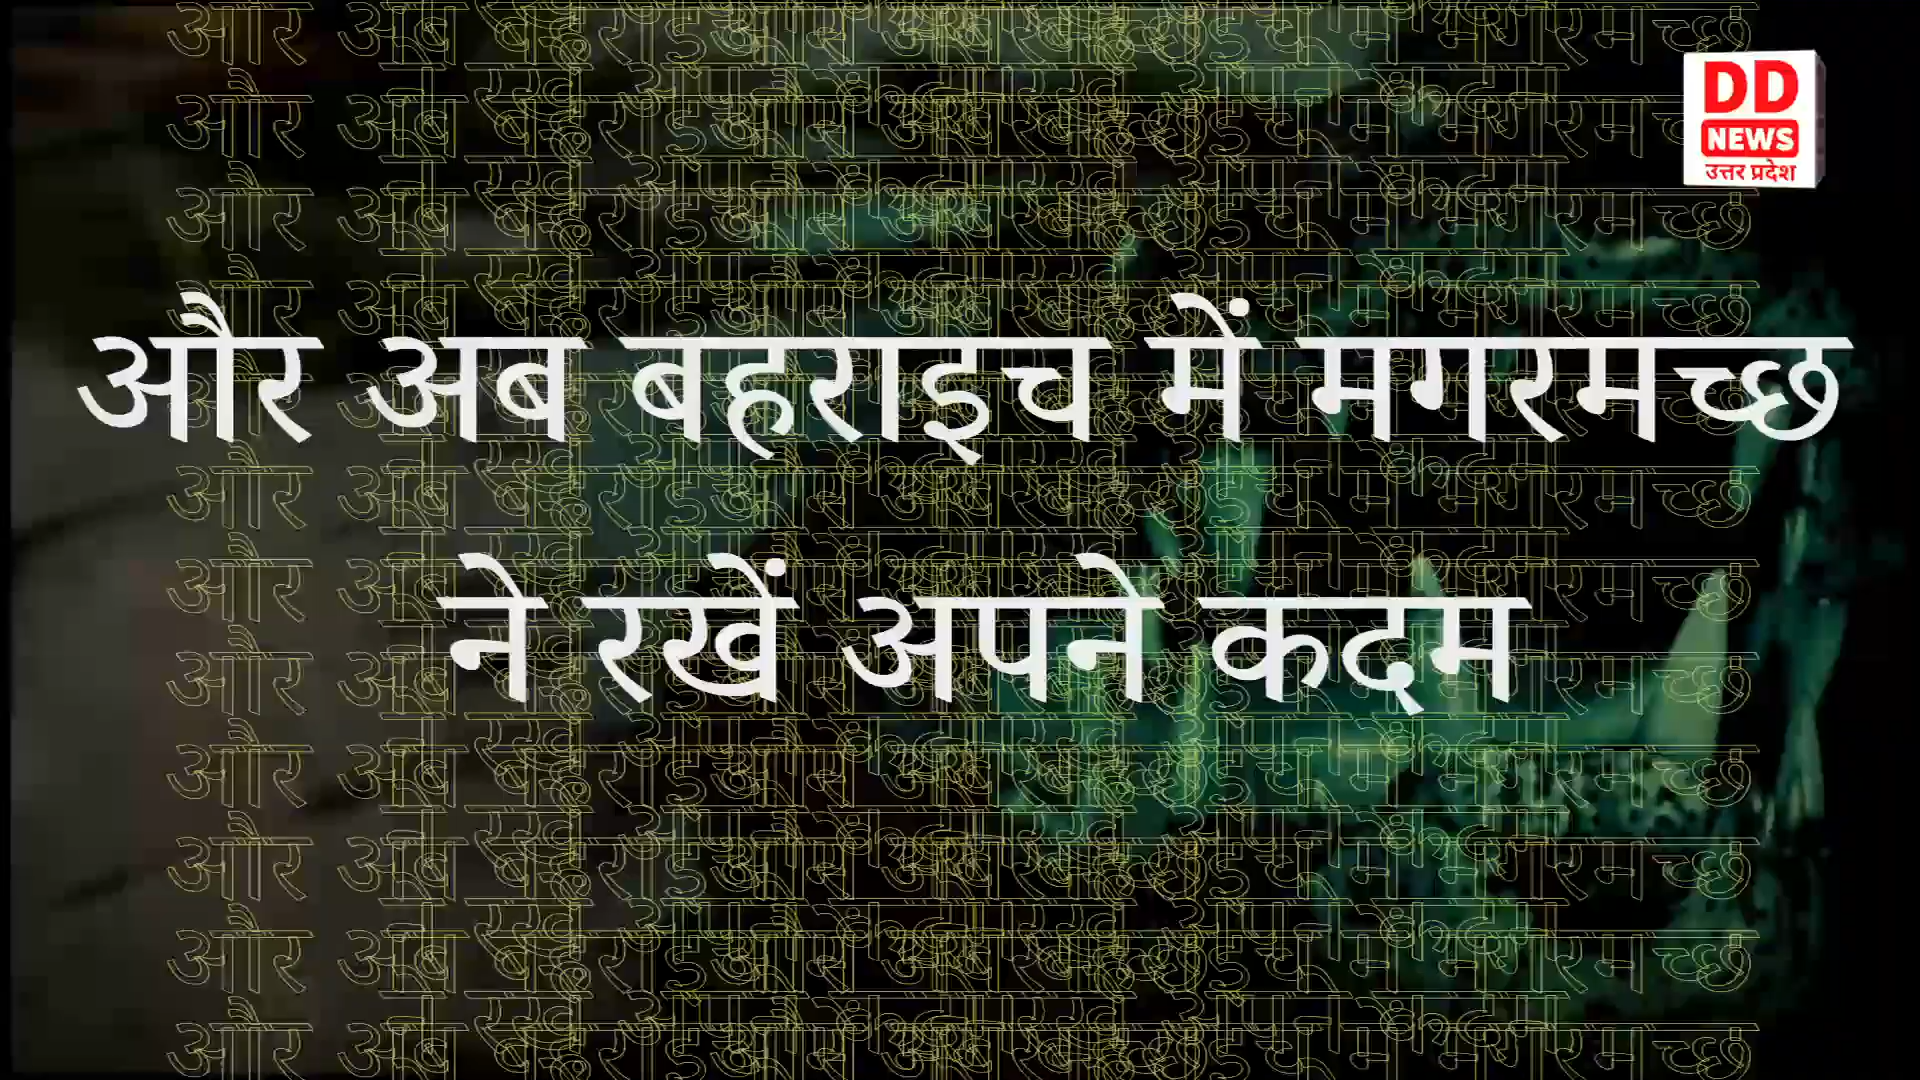 DD
NEWS
उत्तर प्रदेश
और अब बहराइच में मगरमच्छ
ने रखें अपने कदम